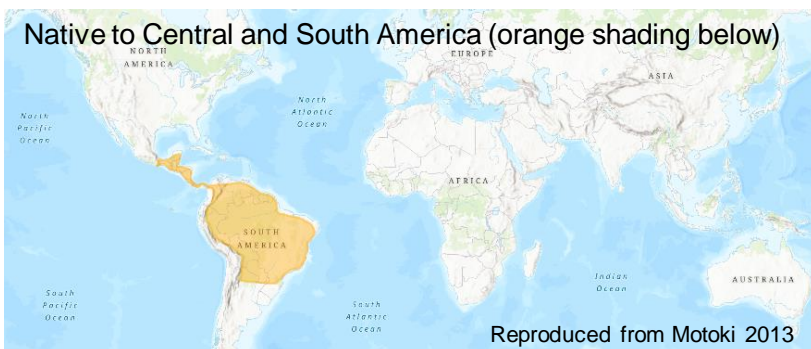 Native to Central and South America (orange shading below)
NORTH
AMERICA
EUROPE
ASIA
North
Pacific
Ocean
North
Atlantic
Ocean
AFRICA
SOUTH
AMERICA
Indian
Ocean
AUSTRALIA
South
Pacific
Ocean
South
Atlantic
Ocean
Reproduced from Motoki 2013